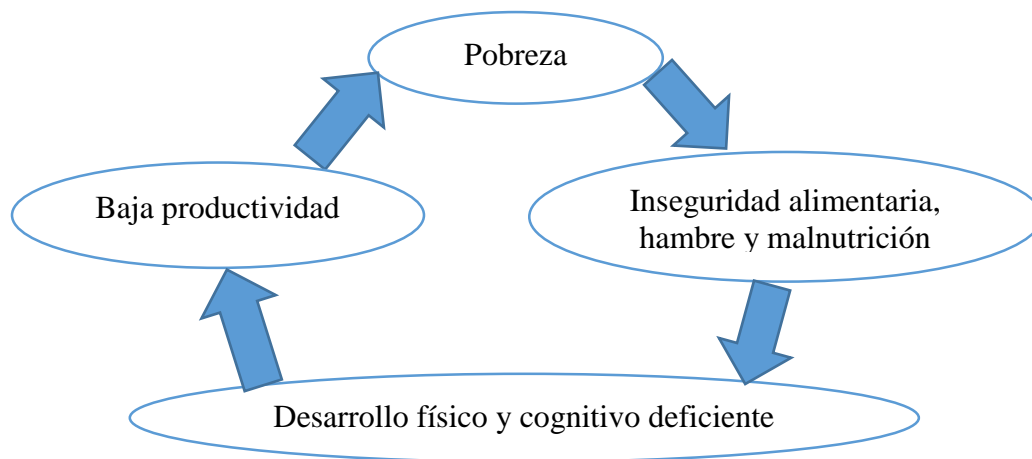 Pobreza
Inseguridad alimentaria,
hambre y malnutrición
Desarrollo físico y cognitivo deficiente
Baja productividad